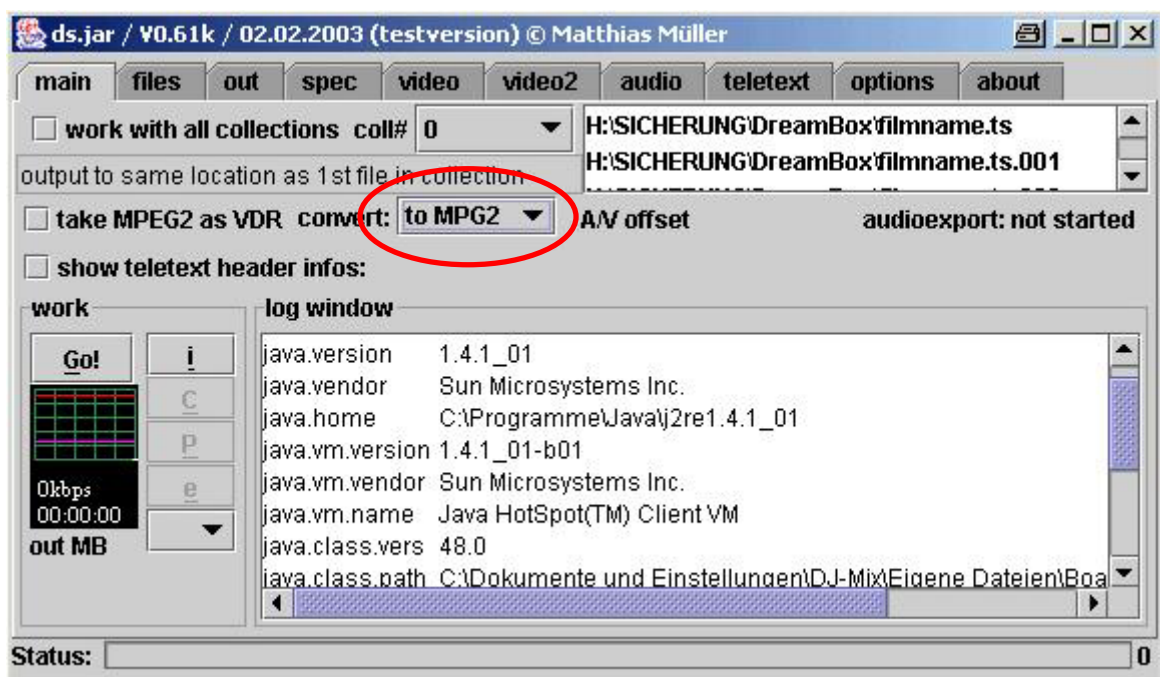 ds.jar / V0.61k / 02.02.2003 (testversion) © Matthias Müller
main files out spec video video2 audio teletext options about
work with all collections coll# 0
H:\SICHERUNG\DreamBox\filmname.ts
H:\SICHERUNG\DreamBox\filmname.ts.001
output to same location as 1st file in collection
take MPEG2 as VDR convert: to MPG2 A/V offset audioexport: not started
show teletext header infos:
work
log window
Go! i
C
P
e
0kbps
00:00:00
out MB
java.version 1.4.1_01
java.vendor Sun Microsystems Inc.
java.home C:\Programme\Java\j2re1.4.1_01
java.vm.version 1.4.1_01-b01
java.vm.vendor Sun Microsystems Inc.
java.vm.name Java HotSpot(TM) Client VM
java.class.vers 48.0
java.class.path C:\Dokumente und Einstellungen\DJ-Mix\Eigene Dateien\Boa
Status: 0